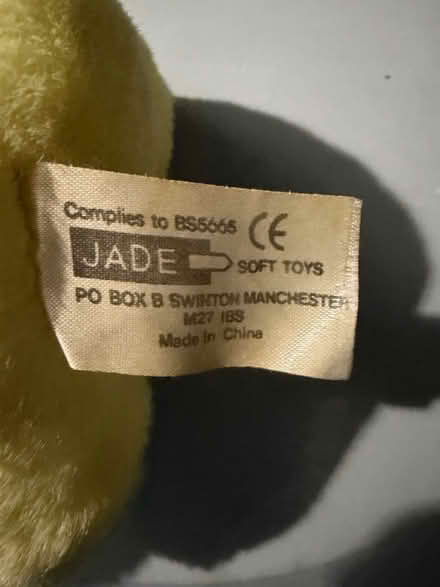 Complies to BS5665 CE
JADE SOFT TOYS
PO BOX B SWINTON MANCHESTER
M27 IBS
Made In China